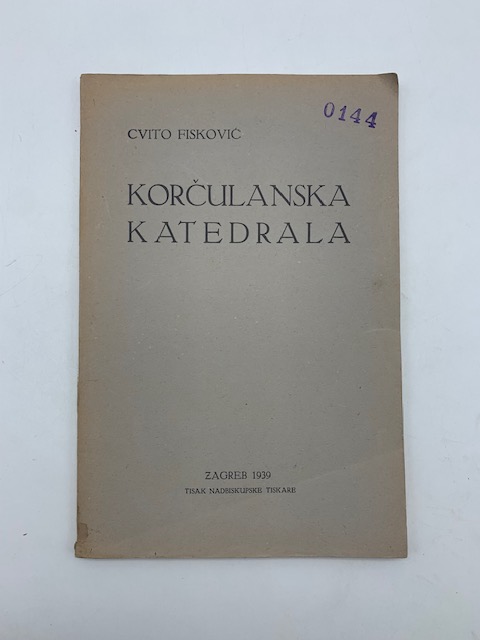 0144
CVITO FISKOVIĆ
KORČULANSKA
KATEDRALA
ZAGREB 1939
TISAK NADBISKUPSKE TISKARE